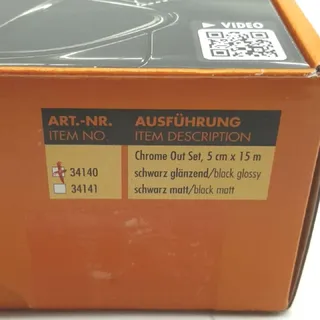 ▶ VIDEO
ART.-NR. AUSFÜHRUNG
ITEM NO. ITEM DESCRIPTION
Chrome Out Set, 5 cm x 15 m
34140 schwarz glänzend/black glossy
34141 schwarz matt/black matt